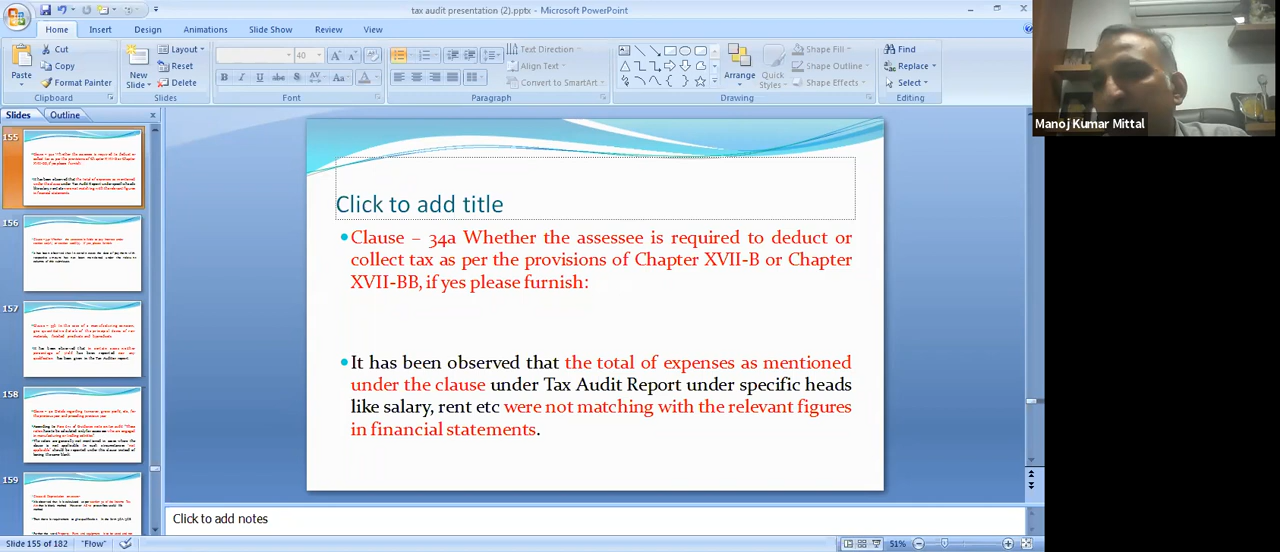 tax audit presentation (2).pptx - Microsoft PowerPoint
Home Insert Design Animations Slide Show Review View
Cut
Copy
Format Painter
Paste
Clipboard
New
Slide
Layout
Reset
Delete
Slides
40
Font
Paragraph
Text Direction
Align Text
Convert to SmartArt
Arrange
Quick
Styles
Shape Fill
Shape Outline
Shape Effects
Drawing
Find
Replace
Select
Editing
Manoj Kumar Mittal
Slides Outline
155
156
157
158
159
Click to add title
Clause – 34a Whether the assessee is required to deduct or
collect tax as per the provisions of Chapter XVII-B or Chapter
XVII-BB, if yes please furnish:
It has been observed that the total of expenses as mentioned
under the clause under Tax Audit Report under specific heads
like salary, rent etc were not matching with the relevant figures
in financial statements.
Click to add notes
Slide 155 of 182 "Flow" 51%